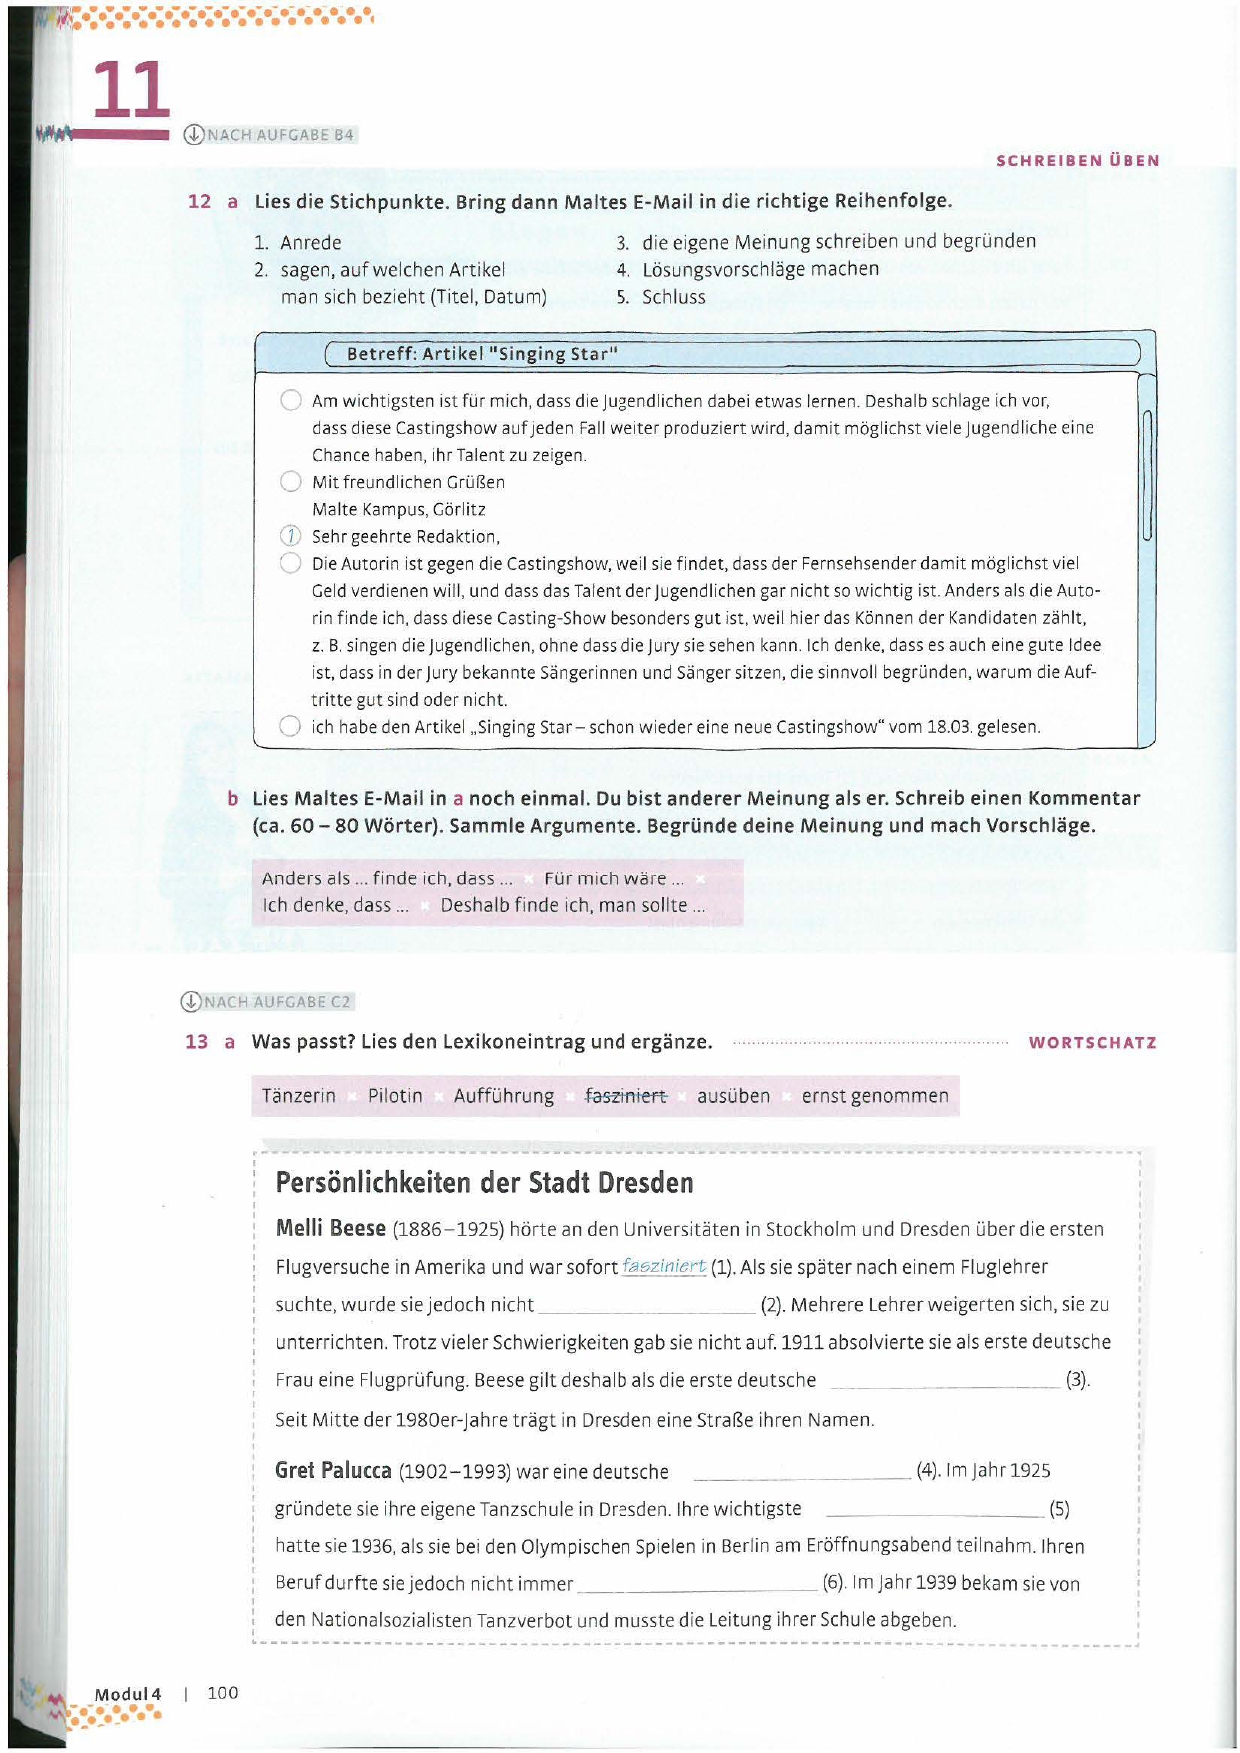 11
NACH AUFGABE B4
SCHREIBEN ÜBEN
12 a Lies die Stichpunkte. Bring dann Maltes E-Mail in die richtige Reihenfolge.
1. Anrede
2. sagen, auf welchen Artikel
man sich bezieht (Titel, Datum)
3. die eigene Meinung schreiben und begründen
4. Lösungsvorschläge machen
5. Schluss
Betreff: Artikel "Singing Star"
Am wichtigsten ist für mich, dass die Jugendlichen dabei etwas lernen. Deshalb schlage ich vor,
dass diese Castingshow auf jeden Fall weiter produziert wird, damit möglichst viele Jugendliche eine
Chance haben, ihr Talent zu zeigen.
Mit freundlichen Grüßen
Malte Kampus, Görlitz
1 Sehr geehrte Redaktion,
Die Autorin ist gegen die Castingshow, weil sie findet, dass der Fernsehsender damit möglichst viel
Geld verdienen will, und dass das Talent der Jugendlichen gar nicht so wichtig ist. Anders als die Auto-
rin finde ich, dass diese Casting-Show besonders gut ist, weil hier das Können der Kandidaten zählt,
z. B. singen die Jugendlichen, ohne dass die Jury sie sehen kann. Ich denke, dass es auch eine gute Idee
ist, dass in der Jury bekannte Sängerinnen und Sänger sitzen, die sinnvoll begründen, warum die Auf-
tritte gut sind oder nicht.
ich habe den Artikel „Singing Star – schon wieder eine neue Castingshow“ vom 18.03. gelesen.
b Lies Maltes E-Mail in a noch einmal. Du bist anderer Meinung als er. Schreib einen Kommentar
(ca. 60 – 80 Wörter). Sammle Argumente. Begründe deine Meinung und mach Vorschläge.
Anders als ... finde ich, dass ... × Für mich wäre ... ×
Ich denke, dass ... × Deshalb finde ich, man sollte ...
NACH AUFGABE C2
13 a Was passt? Lies den Lexikoneintrag und ergänze. WORTSCHATZ
Tänzerin × Pilotin × Aufführung × fasziniert × ausüben × ernst genommen
Persönlichkeiten der Stadt Dresden
Melli Beese (1886–1925) hörte an den Universitäten in Stockholm und Dresden über die ersten
Flugversuche in Amerika und war sofort fasziniert (1). Als sie später nach einem Fluglehrer
suchte, wurde sie jedoch nicht ____________ (2). Mehrere Lehrer weigerten sich, sie zu
unterrichten. Trotz vieler Schwierigkeiten gab sie nicht auf. 1911 absolvierte sie als erste deutsche
Frau eine Flugprüfung. Beese gilt deshalb als die erste deutsche ____________ (3).
Seit Mitte der 1980er-Jahre trägt in Dresden eine Straße ihren Namen.
Gret Palucca (1902–1993) war eine deutsche ____________ (4). Im Jahr 1925
gründete sie ihre eigene Tanzschule in Dresden. Ihre wichtigste ____________ (5)
hatte sie 1936, als sie bei den Olympischen Spielen in Berlin am Eröffnungsabend teilnahm. Ihren
Beruf durfte sie jedoch nicht immer ____________ (6). Im Jahr 1939 bekam sie von
den Nationalsozialisten Tanzverbot und musste die Leitung ihrer Schule abgeben.
Modul 4 | 100